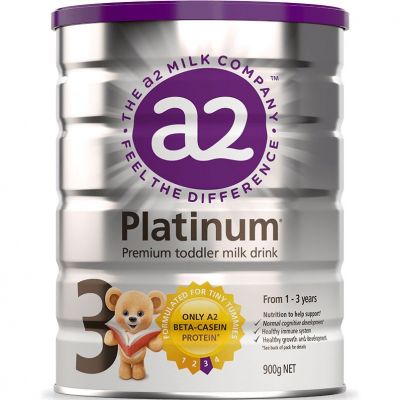 THE a2 MILK COMPANY™
a2
FEEL THE DIFFERENCE
Platinum®
Premium toddler milk drink
3
FORMULATED FOR TINY TUMMIES
ONLY A2
BETA-CASEIN
PROTEIN*
1 2 3 4
From 1 - 3 years
Nutrition to help support*
✓ Normal cognitive development
✓ Healthy immune system
✓ Healthy growth and development
*See back of pack for details
900g NET